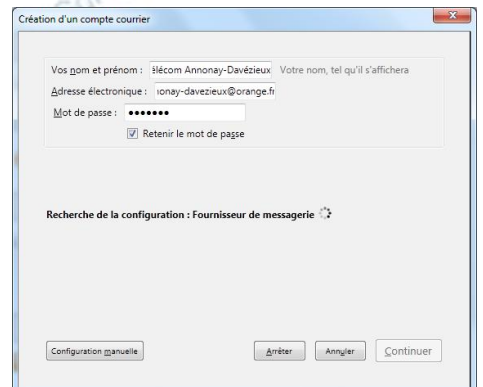 Création d'un compte courrier
Vos nom et prénom : élécom Annonay-Davézieux Votre nom, tel qu'il s'affichera
Adresse électronique : onay-davezieux@orange.fr
Mot de passe : •••••••
Retenir le mot de passe
Recherche de la configuration : Fournisseur de messagerie
Configuration manuelle Arrêter Annuler Continuer